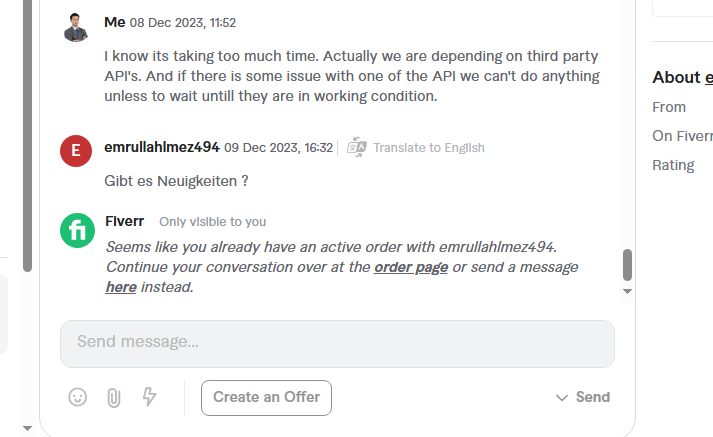 Me 08 Dec 2023, 11:52
I know its taking too much time. Actually we are depending on third party
API's. And if there is some issue with one of the API we can't do anything
unless to wait untill they are in working condition.
E
emrullahlmez494 09 Dec 2023, 16:32 Translate to English
Gibt es Neuigkeiten ?
fi
Fiverr Only visible to you
Seems like you already have an active order with emrullahlmez494.
Continue your conversation over at the order page or send a message
here instead.
Send message...
Create an Offer
Send
About e
From
On Fiverr
Rating